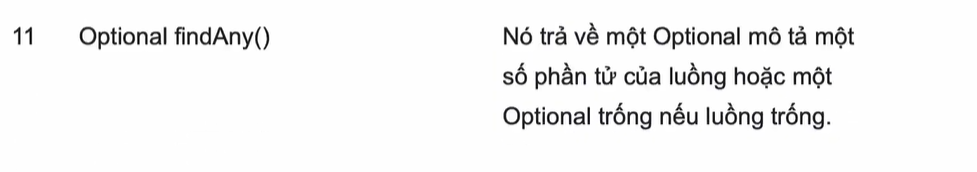 11 Optional findAny() Nó trả về một Optional mô tả một
số phần tử của luồng hoặc một
Optional trống nếu luồng trống.